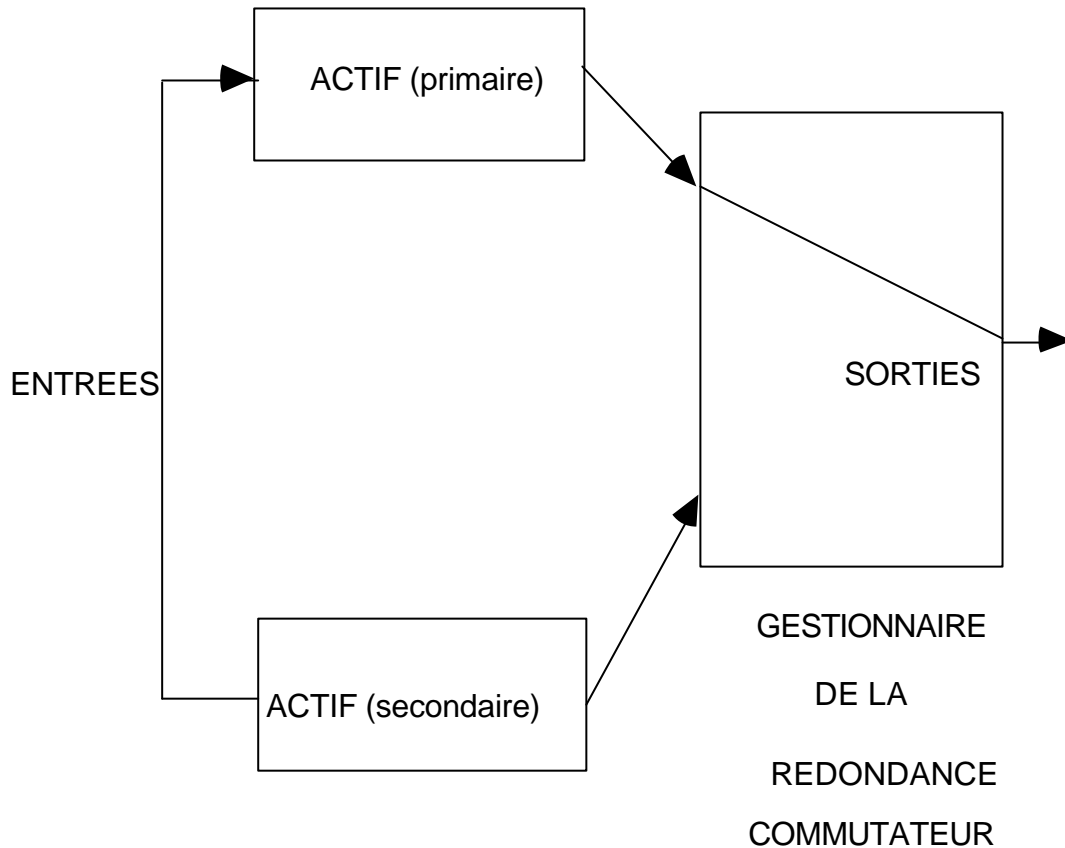 ACTIF (primaire)
ENTREES
SORTIES
ACTIF (secondaire)
GESTIONNAIRE
DE LA
REDONDANCE
COMMUTATEUR